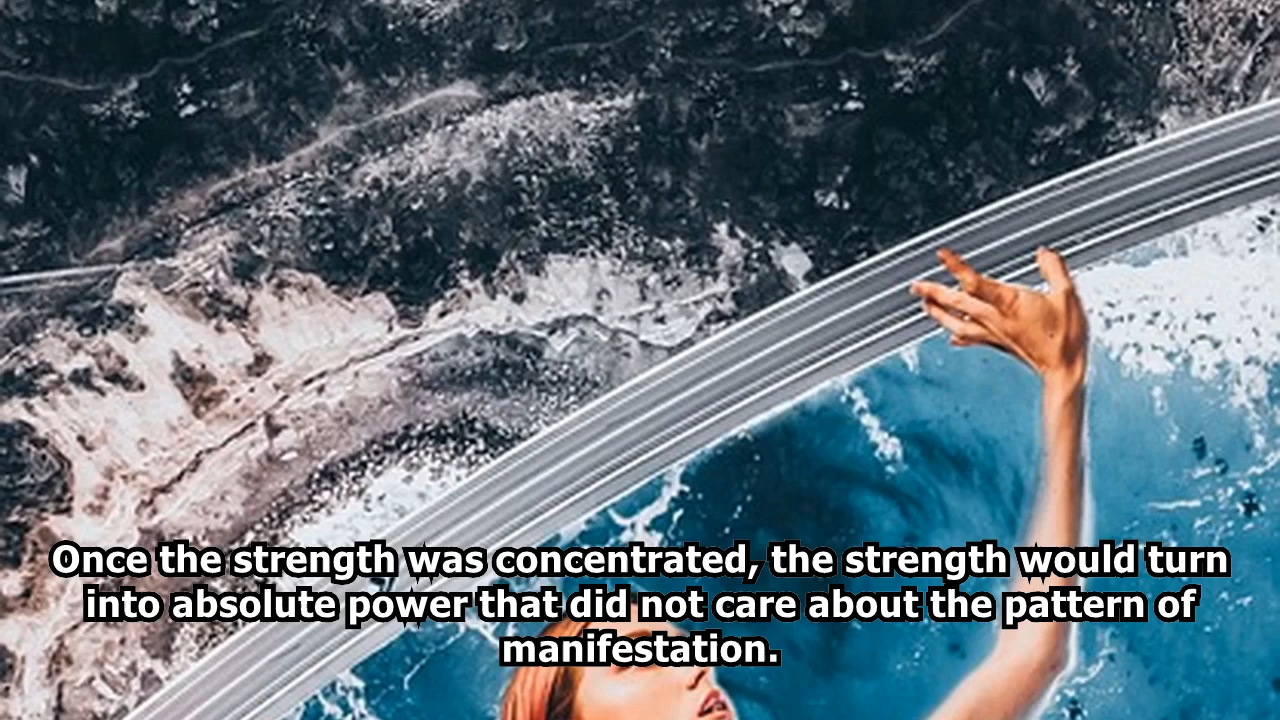 Once the strength was concentrated, the strength would turn
into absolute power that did not care about the pattern of
manifestation.